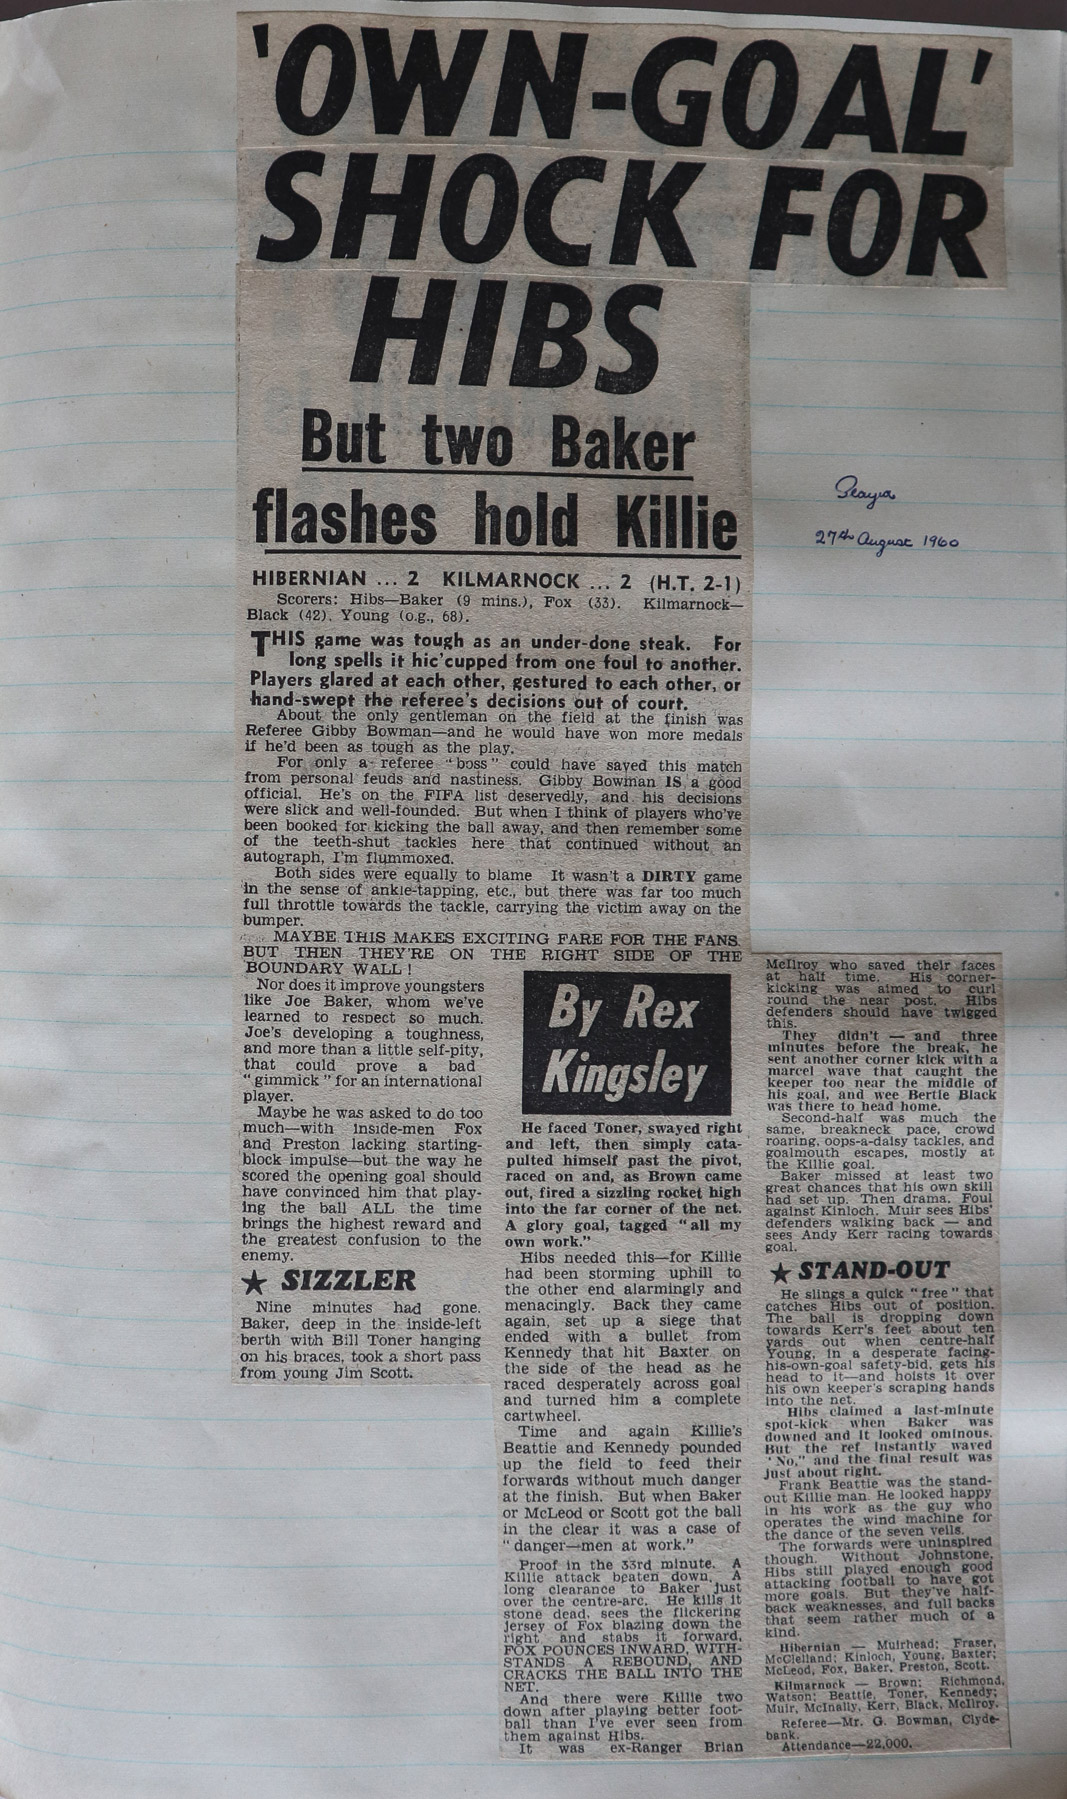 'OWN-GOAL'
SHOCK FOR
HIBS
But two Baker
flashes hold Killie
27th August 1960
HIBERNIAN ... 2 KILMARNOCK ... 2 (H.T. 2-1)
Scorers: Hibs—Baker (9 mins.), Fox (33). Kilmarnock—
Black (42). Young (o.g., 68).
THIS game was tough as an under-done steak. For
long spells it hic'cupped from one foul to another.
Players glared at each other, gestured to each other, or
hand-swept the referee's decisions out of court.
About the only gentleman on the field at the finish was
Referee Gibby Bowman—and he would have won more medals
if he'd been as tough as the play.
For only a referee "boss" could have saved this match
from personal feuds and nastiness. Gibby Bowman IS a good
official. He's on the FIFA list deservedly, and his decisions
were slick and well-founded. But when I think of players who've
been booked for kicking the ball away, and then remember some
of the teeth-shut tackles here that continued without an
autograph, I'm flummoxed.
Both sides were equally to blame It wasn't a DIRTY game
in the sense of ankle-tapping, etc., but there was far too much
full throttle towards the tackle, carrying the victim away on the
bumper.
MAYBE THIS MAKES EXCITING FARE FOR THE FANS.
BUT THEN THEY'RE ON THE RIGHT SIDE OF THE
BOUNDARY WALL!
Nor does it improve youngsters
like Joe Baker, whom we've
learned to respect so much.
Joe's developing a toughness,
and more than a little self-pity,
that could prove a bad
"gimmick" for an international
player.
Maybe he was asked to do too
much—with inside-men Fox
and Preston lacking starting-
block impulse—but the way he
scored the opening goal should
have convinced him that play-
ing the ball ALL the time
brings the highest reward and
the greatest confusion to the
enemy.
★ SIZZLER
Nine minutes had gone.
Baker, deep in the inside-left
berth with Bill Toner hanging
on his braces, took a short pass
from young Jim Scott.
By Rex
Kingsley
He faced Toner, swayed right
and left, then simply cata-
pulted himself past the pivot,
raced on and, as Brown came
out, fired a sizzling rocket high
into the far corner of the net.
A glory goal, tagged "all my
own work."
Hibs needed this—for Killie
had been storming uphill to
the other end alarmingly and
menacingly. Back they came
again, set up a siege that
ended with a bullet from
Kennedy that hit Baxter on
the side of the head as he
raced desperately across goal
and turned him a complete
cartwheel.
Time and again Killie's
Beattie and Kennedy pounded
up the field to feed their
forwards without much danger
at the finish. But when Baker
or McLeod or Scott got the ball
in the clear it was a case of
"danger—men at work."
Proof in the 33rd minute. A
Killie attack beaten down. A
long clearance to Baker just
over the centre-arc. He kills it
stone dead, sees the flickering
jersey of Fox blazing down the
right and stabs it forward,
FOX POUNCES INWARD, WITH-
STANDS A REBOUND, AND
CRACKS THE BALL INTO THE
NET.
And there were Killie two
down after playing better foot-
ball than I've ever seen from
them against Hibs.
It was ex-Ranger Brian
McIlroy who saved their faces
at half time. His corner-
kicking was aimed to curl
round the near post. Hibs
defenders should have twigged
this.
They didn't — and three
minutes before the break, he
sent another corner kick with a
marcel wave that caught the
keeper too near the middle of
his goal, and wee Bertie Black
was there to head home.
Second-half was much the
same, breakneck pace, crowd
roaring, oops-a-daisy tackles, and
goalmouth escapes, mostly at
the Killie goal.
Baker missed at least two
great chances that his own skill
had set up. Then drama. Foul
against Kinloch. Muir sees Hibs'
defenders walking back — and
sees Andy Kerr racing towards
goal.
★ STAND-OUT
He slings a quick "free" that
catches Hibs out of position.
The ball is dropping down
towards Kerr's feet about ten
yards out when centre-half
Young, in a desperate facing-
his-own-goal safety-bid, gets his
head to it—and hoists it over
his own keeper's scraping hands
into the net.
Hibs claimed a last-minute
spot-kick when Baker was
downed and it looked ominous.
But the ref instantly waved
"No," and the final result was
just about right.
Frank Beattie was the stand-
out Killie man. He looked happy
in his work as the guy who
operates the wind machine for
the dance of the seven veils.
The forwards were uninspired
though. Without Johnstone,
Hibs still played enough good
attacking football to have got
more goals. But they've half-
back weaknesses, and full backs
that seem rather much of a
kind.
Hibernian — Muirhead; Fraser,
McClelland; Kinloch, Young, Baxter;
McLeod, Fox, Baker, Preston, Scott.
Kilmarnock — Brown; Richmond,
Watson; Beattie, Toner, Kennedy;
Muir, McInally, Kerr, Black, McIlroy.
Referee—Mr. G. Bowman, Clyde-
bank.
Attendance—22,000.